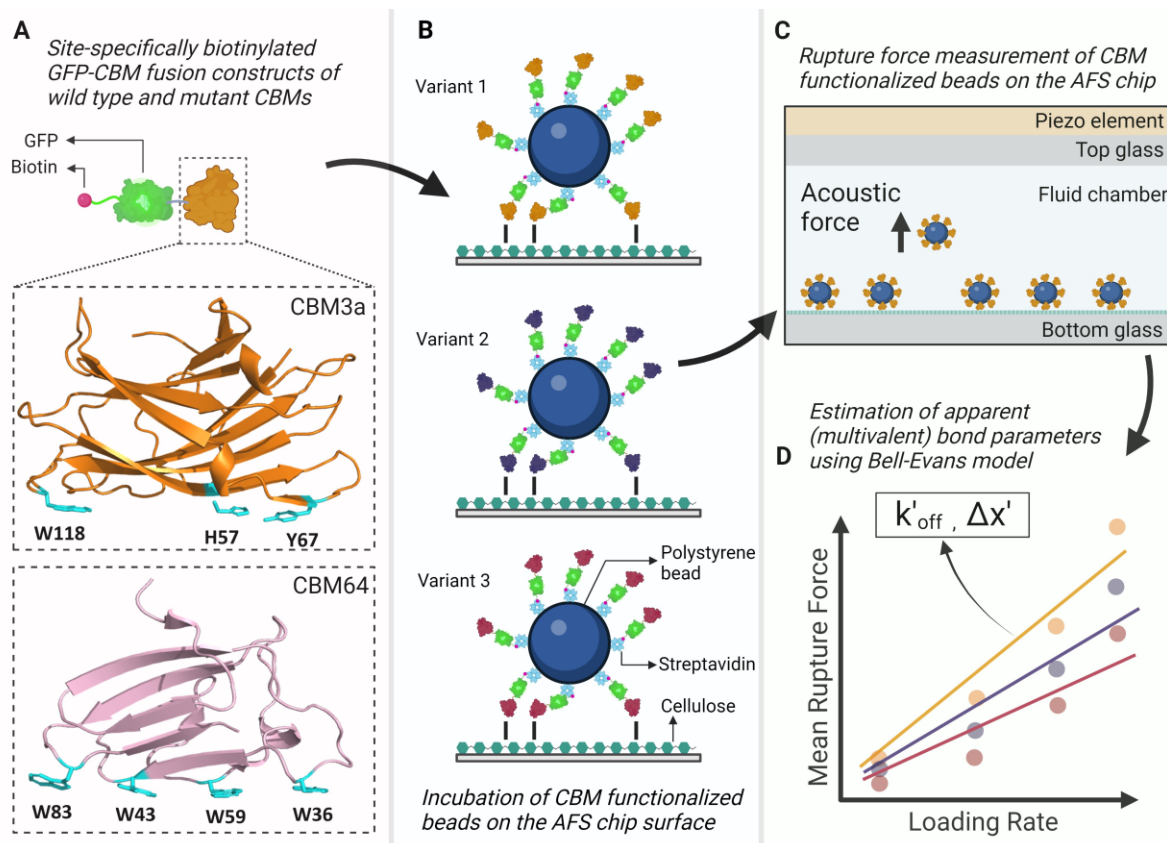 A
Site-specifically biotinylated
GFP-CBM fusion constructs of
wild type and mutant CBMs
GFP
Biotin
CBM3a
W118
H57
Y67
CBM64
W83
W43
W59
W36
B
Variant 1
Variant 2
Variant 3
Polystyrene
bead
Streptavidin
Cellulose
Incubation of CBM functionalized
beads on the AFS chip surface
C
Rupture force measurement of CBM
functionalized beads on the AFS chip
Piezo element
Top glass
Acoustic
force
Fluid chamber
Bottom glass
Estimation of apparent
(multivalent) bond parameters
using Bell-Evans model
D
k'off , Δx'
Mean Rupture Force
Loading Rate